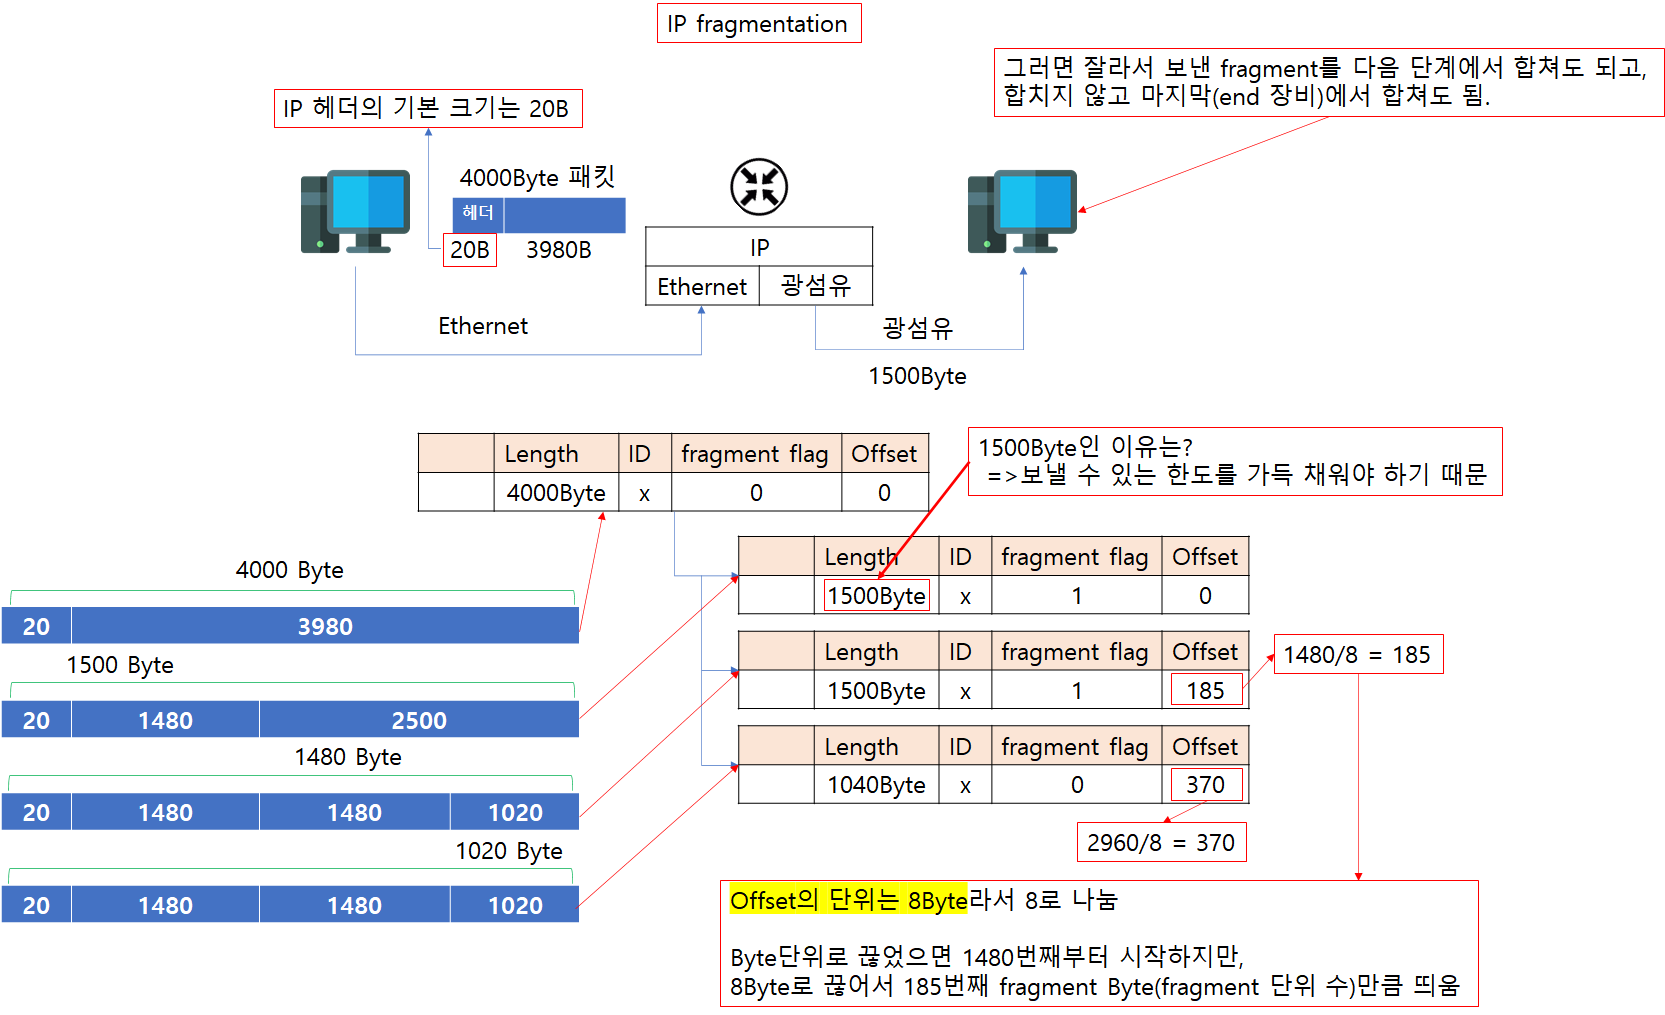 IP fragmentation
그러면 잘라서 보낸 fragment를 다음 단계에서 합쳐도 되고,
합치지 않고 마지막(end 장비)에서 합쳐도 됨.
IP 헤더의 기본 크기는 20B
4000Byte 패킷
헤더
20B 3980B
IP
Ethernet 광섬유
Ethernet
광섬유
1500Byte
Length ID fragment flag Offset
4000Byte x 0 0
1500Byte인 이유는?
=>보낼 수 있는 한도를 가득 채워야 하기 때문
Length ID fragment flag Offset
1500Byte x 1 0
4000 Byte
20 3980
Length ID fragment flag Offset
1500Byte x 1 185
1480/8 = 185
1500 Byte
20 1480 2500
Length ID fragment flag Offset
1040Byte x 0 370
2960/8 = 370
1480 Byte
20 1480 1480 1020
1020 Byte
20 1480 1480 1020
Offset의 단위는 8Byte라서 8로 나눔
Byte단위로 끊었으면 1480번째부터 시작하지만,
8Byte로 끊어서 185번째 fragment Byte(fragment 단위 수)만큼 띄움